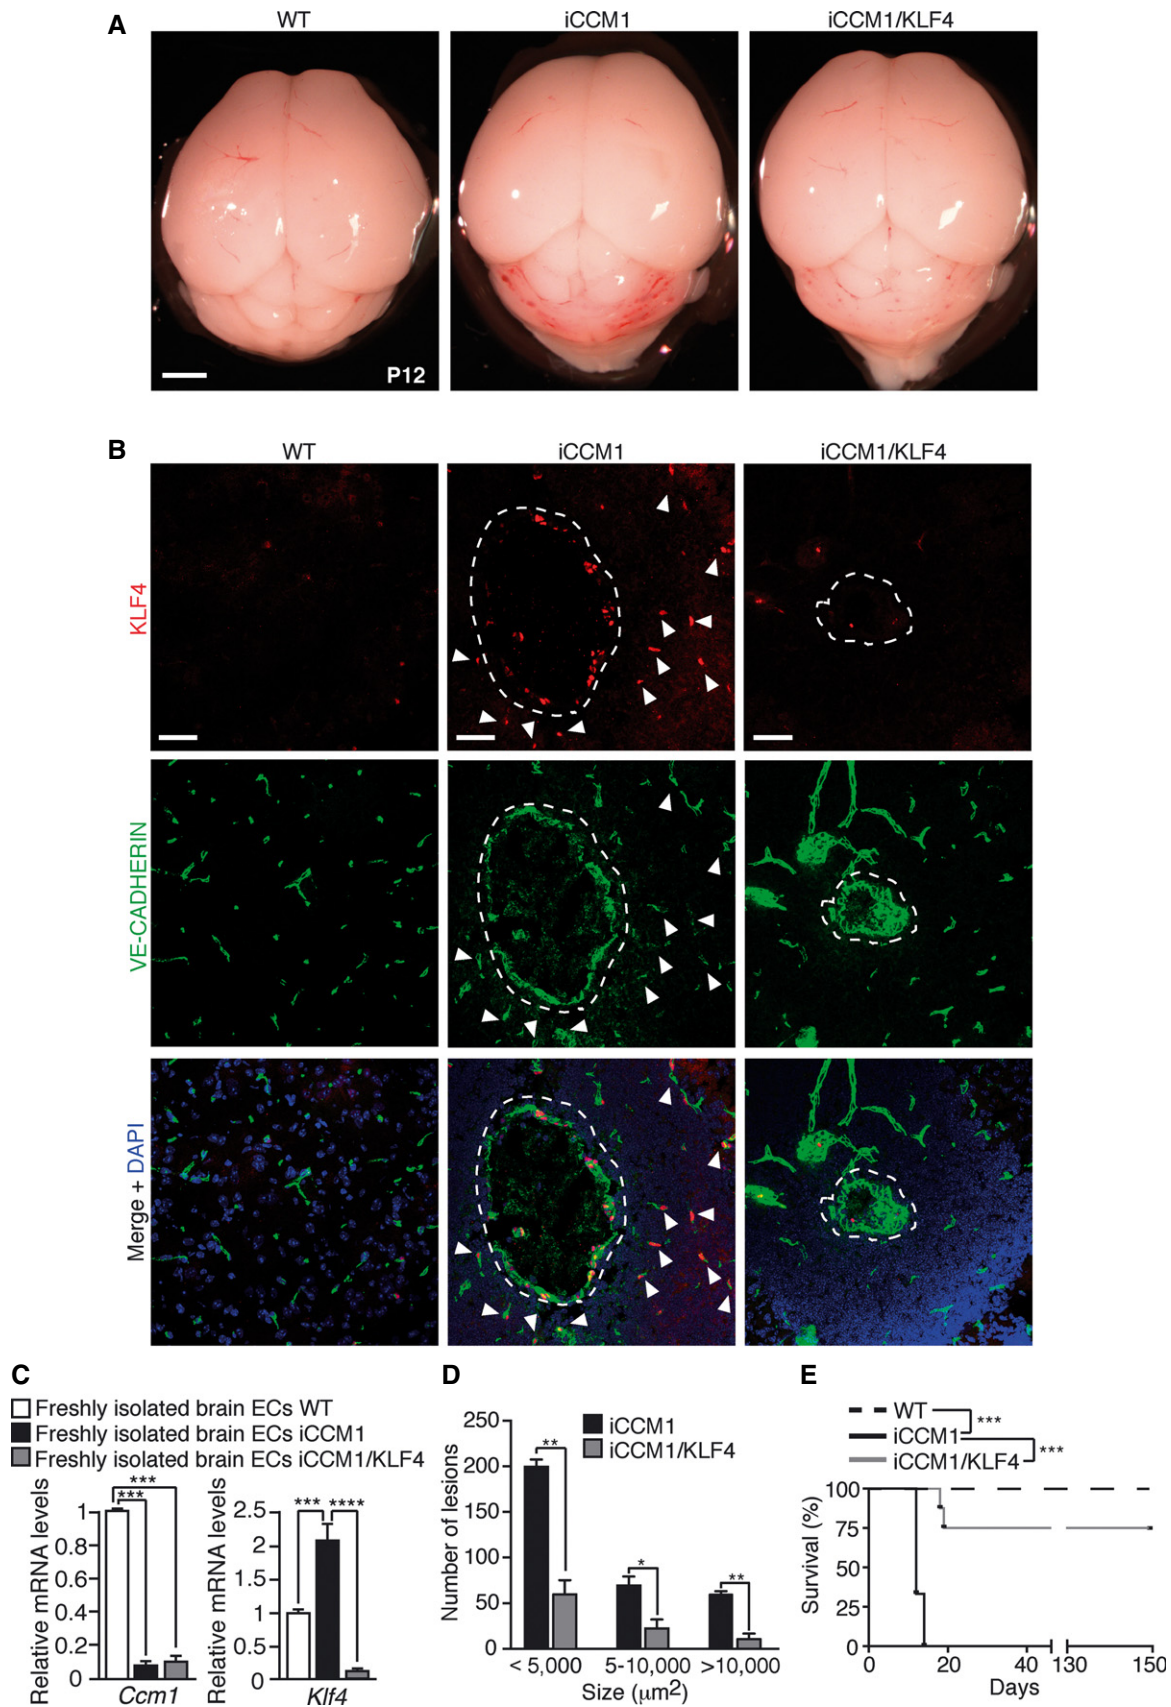 A
WT
iCCM1
iCCM1/KLF4
P12
B
WT
iCCM1
iCCM1/KLF4
KLF4
VE-CADHERIN
Merge + DAPI
C
Freshly isolated brain ECs WT
Freshly isolated brain ECs iCCM1
Freshly isolated brain ECs iCCM1/KLF4
Relative mRNA levels
1
0.8
0.6
0.4
0.2
0
***
***
Ccm1
Relative mRNA levels
2.5
2
1.5
1
0.5
0
*** ****
Klf4
D
iCCM1
iCCM1/KLF4
Number of lesions
250
200
150
100
50
0
**
*
**
< 5,000 5-10,000 >10,000
Size (µm2)
E
WT
iCCM1
iCCM1/KLF4
***
***
Survival (%)
100
75
50
25
0
0 20 40 130 150
Days